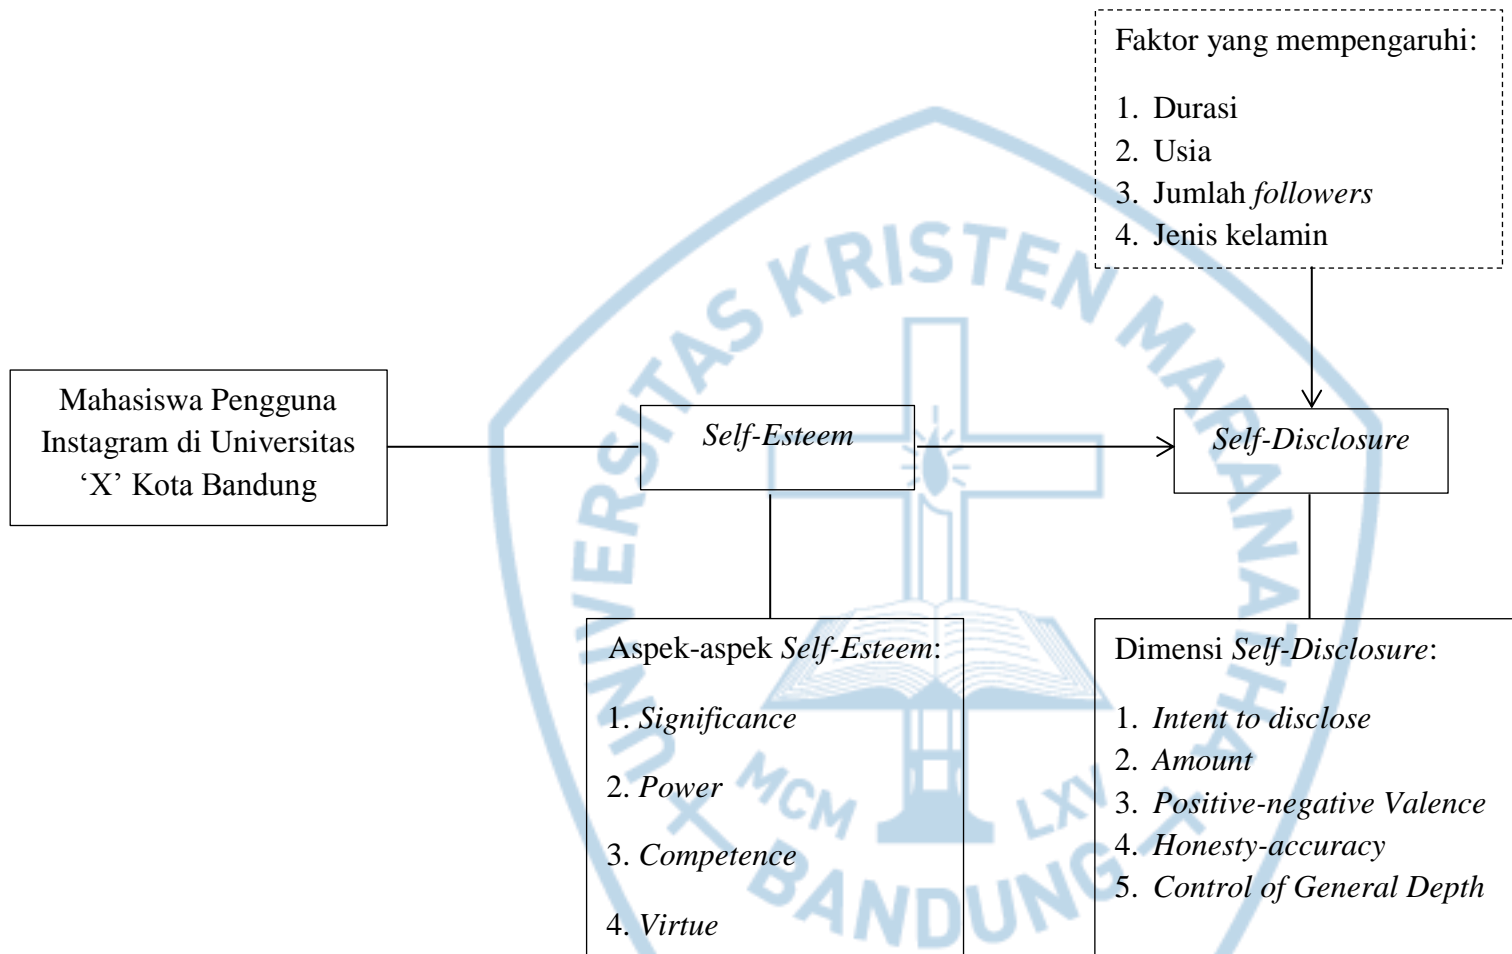 Faktor yang mempengaruhi:
1. Durasi
2. Usia
3. Jumlah followers
4. Jenis kelamin
Mahasiswa Pengguna
Instagram di Universitas
‘X’ Kota Bandung
Self-Esteem
Self-Disclosure
Aspek-aspek Self-Esteem:
1. Significance
2. Power
3. Competence
4. Virtue
Dimensi Self-Disclosure:
1. Intent to disclose
2. Amount
3. Positive-negative Valence
4. Honesty-accuracy
5. Control of General Depth
UNIVERSITAS KRISTEN MARANATHA
MCM LXV
BANDUNG